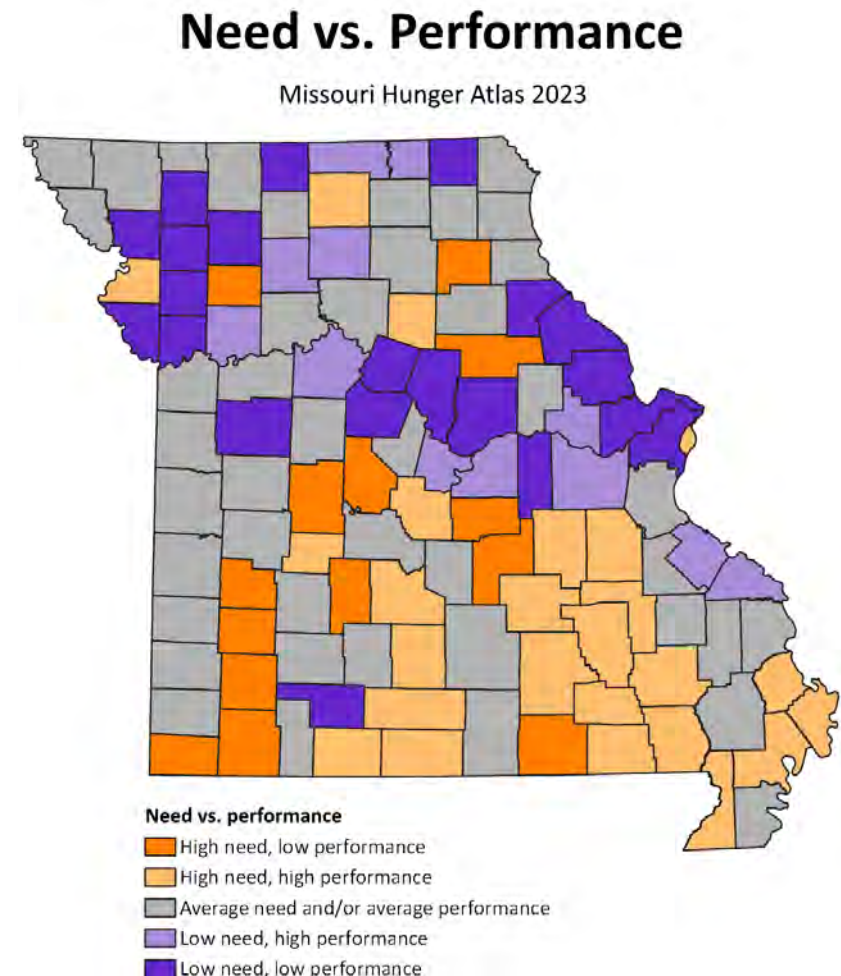 Need vs. Performance
Missouri Hunger Atlas 2023
Need vs. performance
High need, low performance
High need, high performance
Average need and/or average performance
Low need, high performance
Low need, low performance